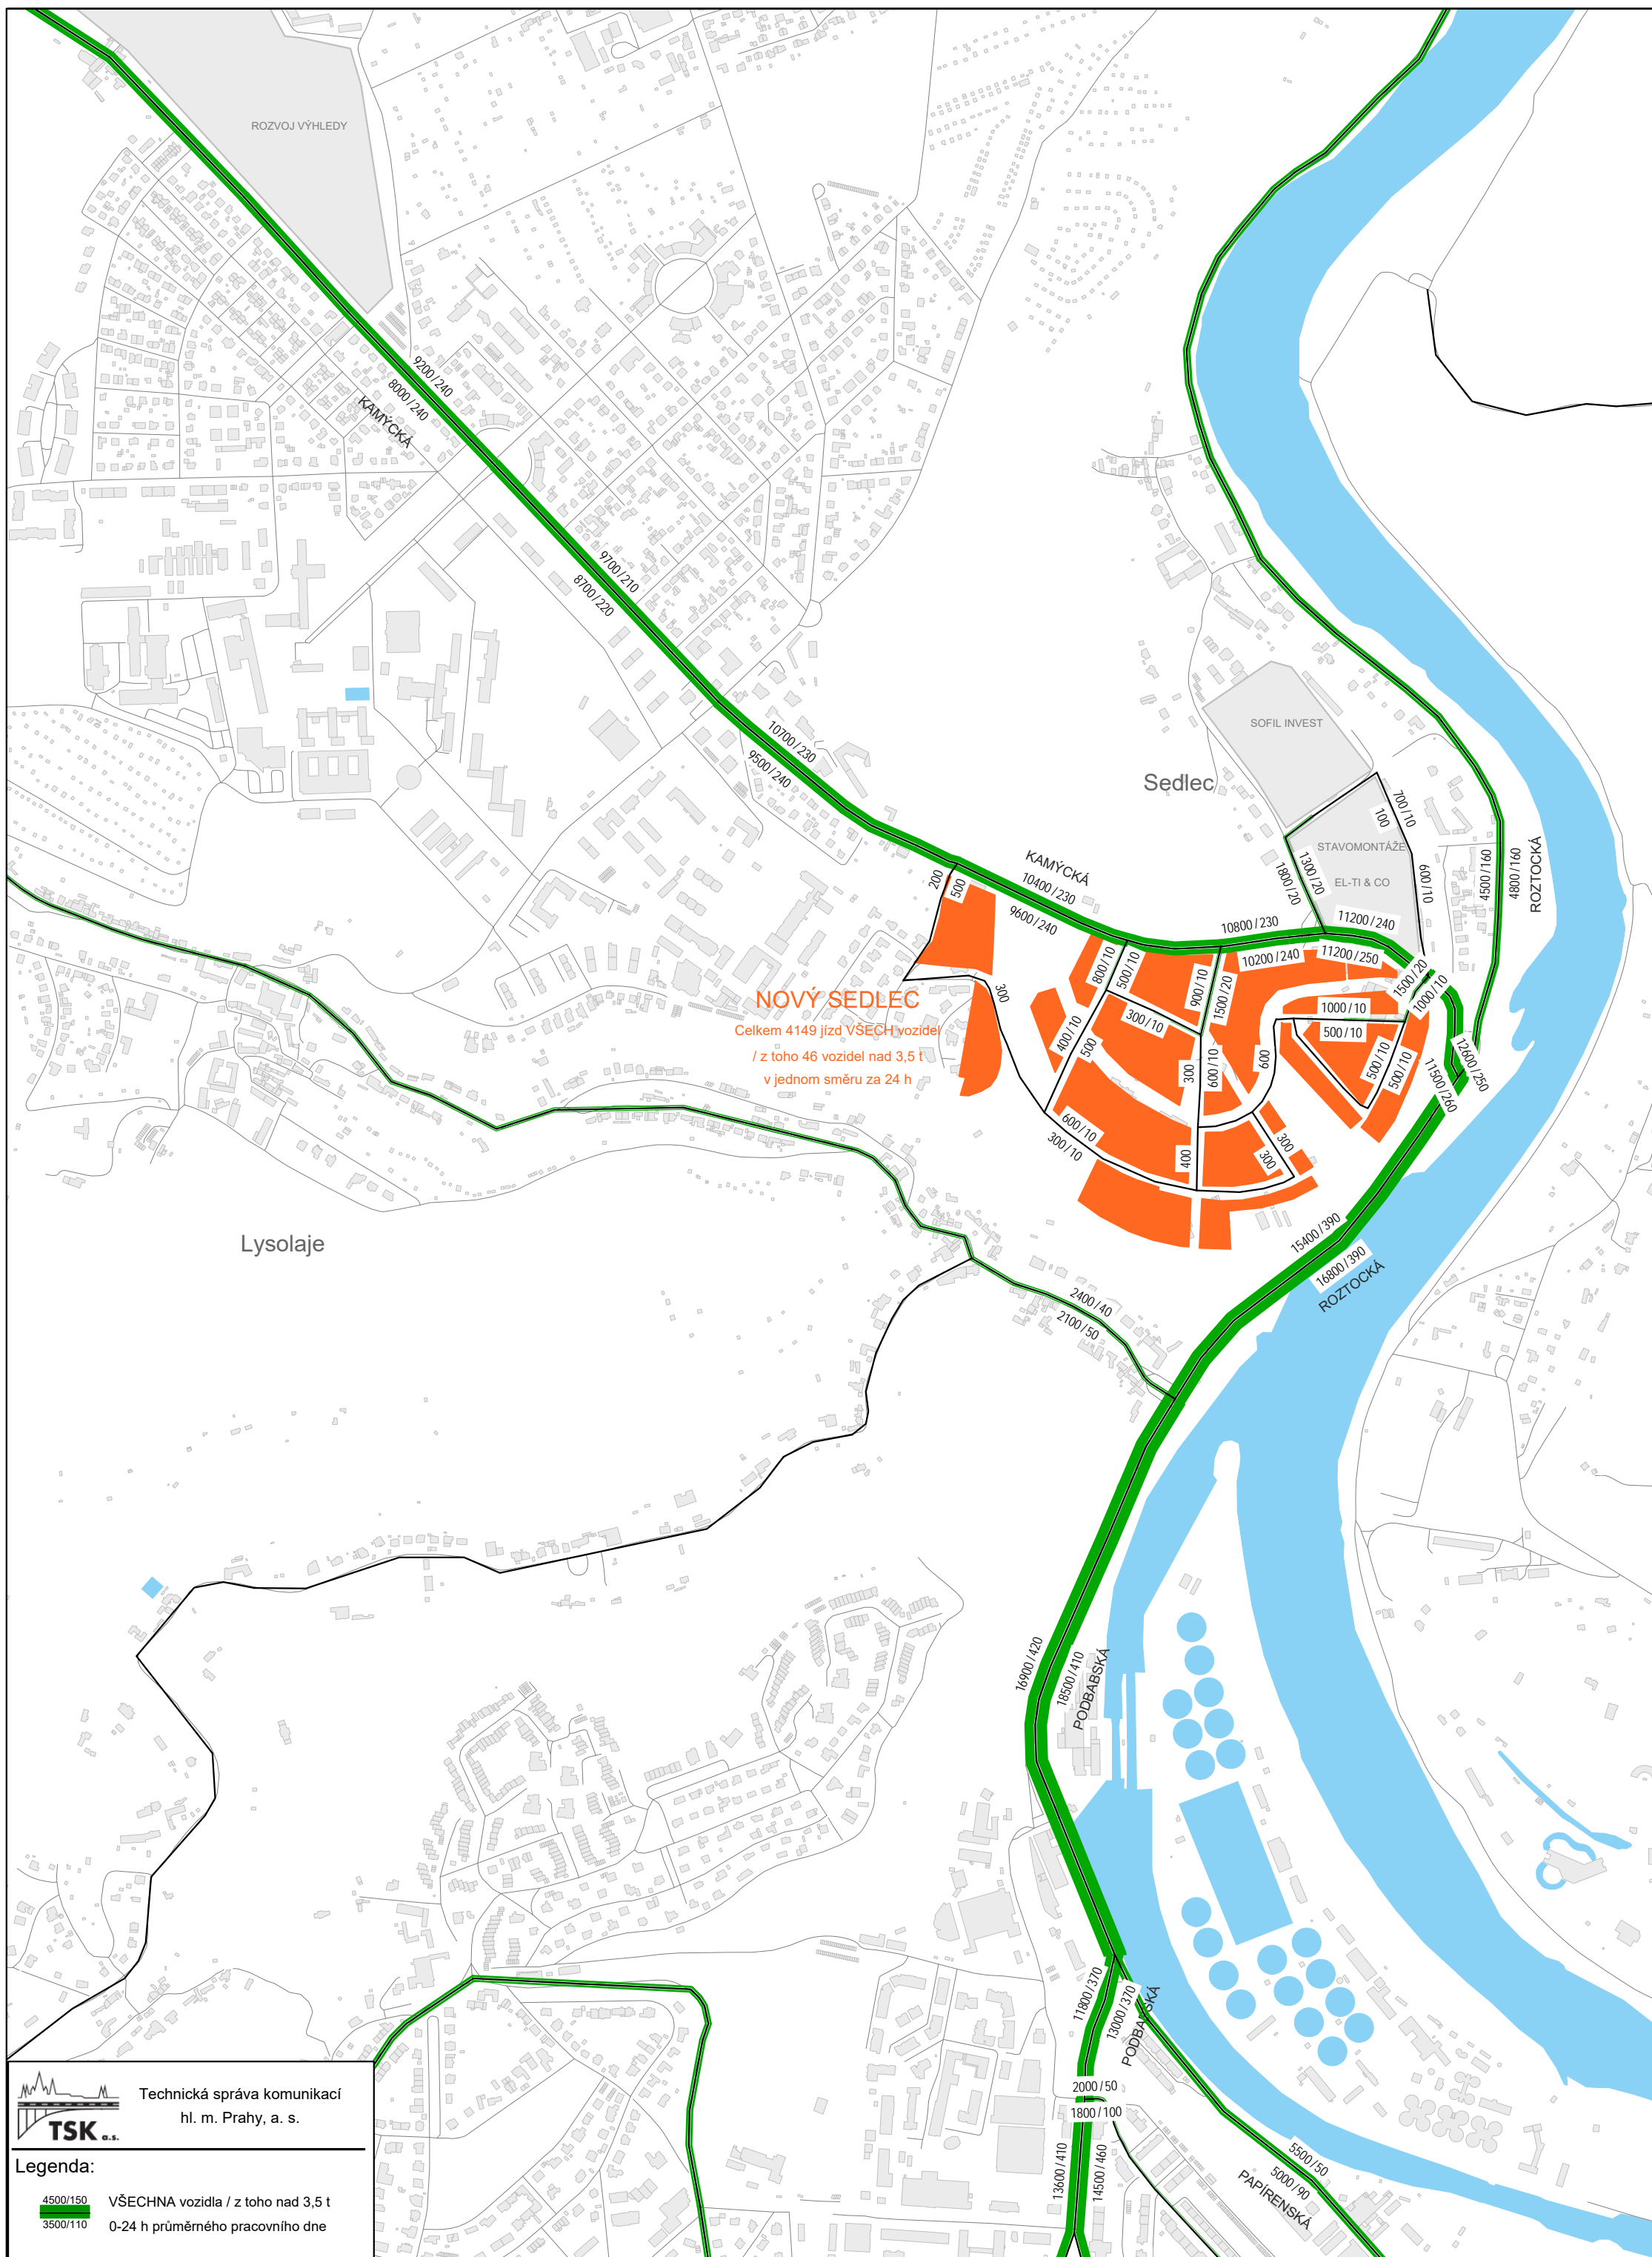 ROZVOJ VÝHLEDY
9200/240
8000/240
KAMÝCKÁ
9700/210
8700/220
10700/230
9500/240
SOFIL INVEST
Sedlec
700/10
100
STAVOMONTÁŽE
EL-TI & CO
1300/20
1800/20
600/10
4500/160
4800/160
ROZTOCKÁ
KAMÝCKÁ
10400/230
9600/240
200
500
10800/230
10200/240
11200/240
11200/250
1500/20
1000/10
800/10
500/10
900/10
1500/20
300
NOVÝ SEDLEC
Celkem 4149 jízd VŠECH vozidel
/ z toho 46 vozidel nad 3,5 t
v jednom směru za 24 h
300/10
400/10
500
1000/10
500/10
500/10
500/10
600
300
600/10
12600/250
11500/260
600/10
300/10
400
300
300
15400/390
16800/390
ROZTOCKÁ
Lysolaje
2400/40
2100/50
16900/420
18500/410
PODBABSKÁ
11800/370
13000/370
PODBABSKÁ
2000/50
1800/100
13600/410
14500/460
5500/50
5000/90
PAPÍRENSKÁ
TSK a.s.
Technická správa komunikací
hl. m. Prahy, a. s.
Legenda:
4500/150
3500/110
VŠECHNA vozidla / z toho nad 3,5 t
0-24 h průměrného pracovního dne